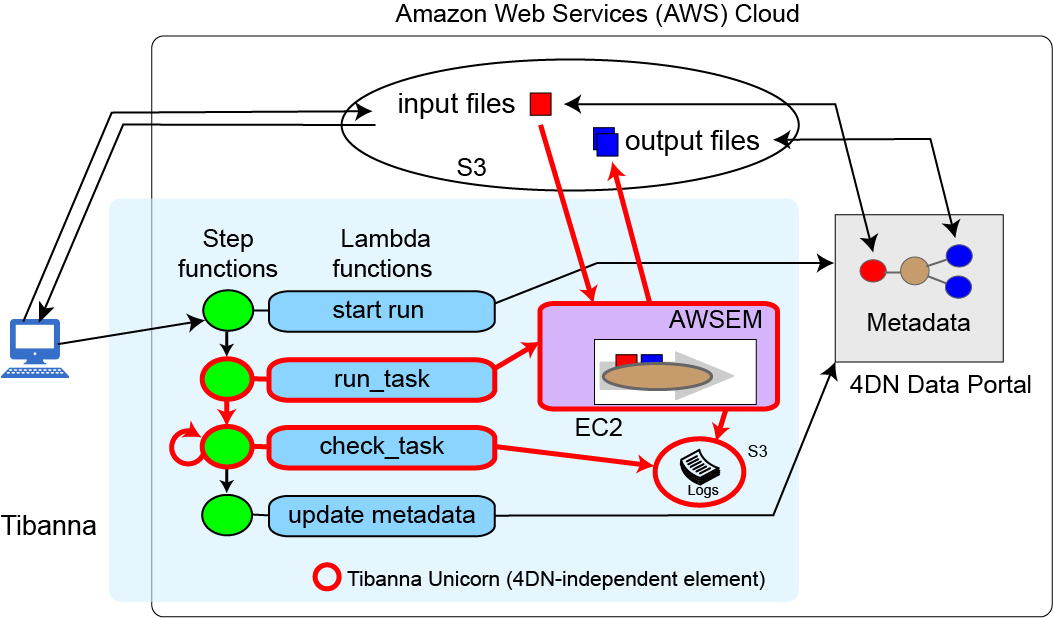 Amazon Web Services (AWS) Cloud
input files
output files
S3
Step
functions
Lambda
functions
start run
run_task
check_task
update metadata
AWSEM
EC2
S3
Logs
Metadata
4DN Data Portal
Tibanna
Tibanna Unicorn (4DN-independent element)